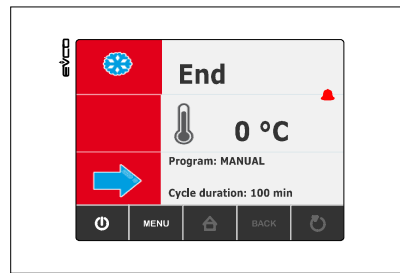 evco
End
0 °C
Program: MANUAL
Cycle duration: 100 min
MENU
BACK